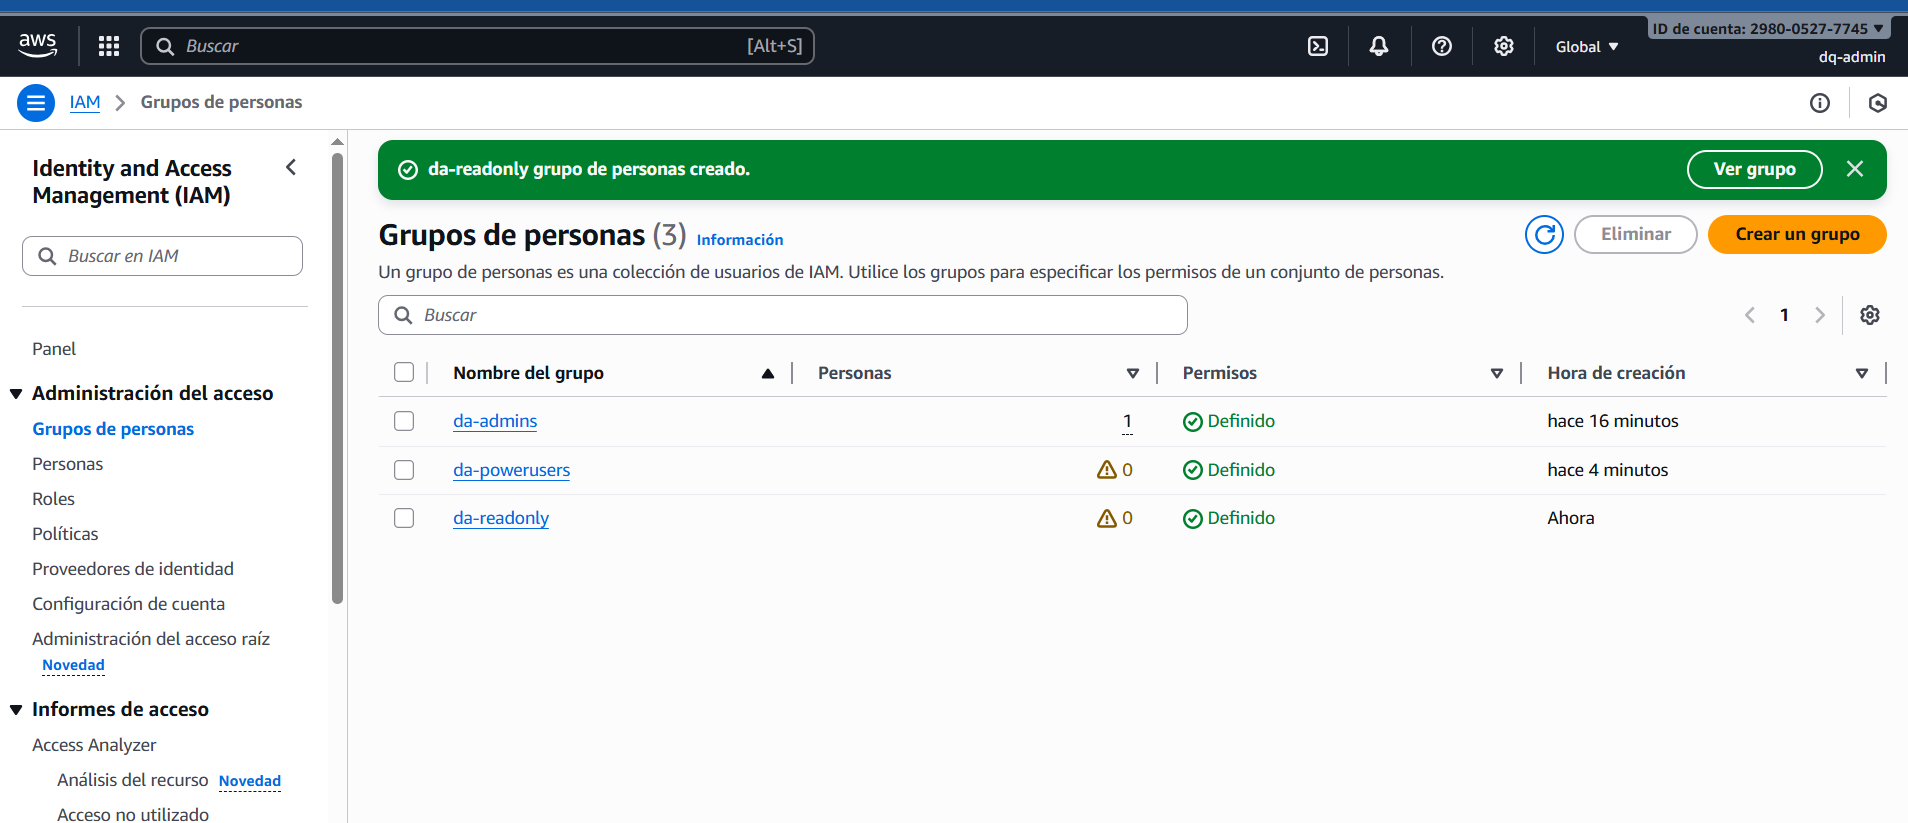 aws
Buscar
[Alt+S]
Global
ID de cuenta: 2980-0527-7745
dq-admin
IAM
Grupos de personas
Identity and Access
Management (IAM)
Buscar en IAM
Panel
Administración del acceso
Grupos de personas
Personas
Roles
Políticas
Proveedores de identidad
Configuración de cuenta
Administración del acceso raíz
Novedad
Informes de acceso
Access Analyzer
Análisis del recurso Novedad
Acceso no utilizado
da-readonly grupo de personas creado.
Ver grupo
Grupos de personas (3) Información
Eliminar
Crear un grupo
Un grupo de personas es una colección de usuarios de IAM. Utilice los grupos para especificar los permisos de un conjunto de personas.
Buscar
1
Nombre del grupo Personas Permisos Hora de creación
da-admins 1 Definido hace 16 minutos
da-powerusers 0 Definido hace 4 minutos
da-readonly 0 Definido Ahora